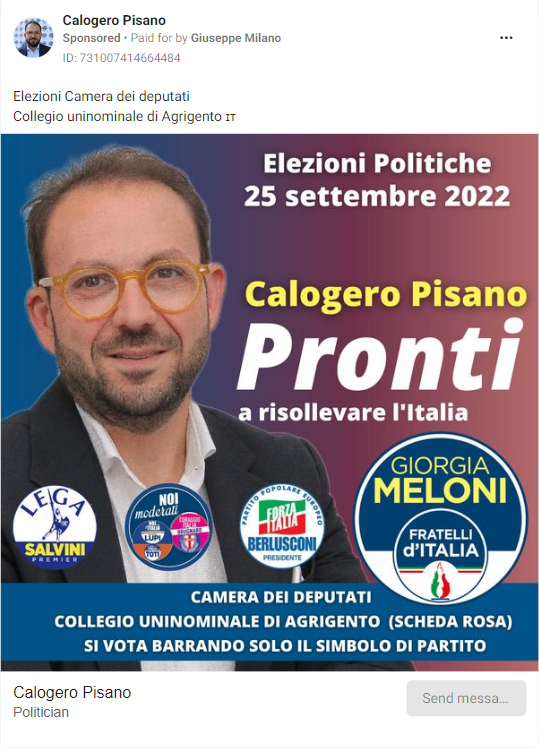 Calogero Pisano
Sponsored • Paid for by Giuseppe Milano
ID: 731007414664484
Elezioni Camera dei deputati
Collegio uninominale di Agrigento IT
Elezioni Politiche
25 settembre 2022
Calogero Pisano
Pronti
a risollevare l'Italia
LEGA
SALVINI
PREMIER
NOI
moderati
LUPI
TOTI
BRUGNARO
PARTITO POPOLARE EUROPEO
FORZA
ITALIA
BERLUSCONI
PRESIDENTE
GIORGIA
MELONI
FRATELLI
d'ITALIA
CAMERA DEI DEPUTATI
COLLEGIO UNINOMINALE DI AGRIGENTO (SCHEDA ROSA)
SI VOTA BARRANDO SOLO IL SIMBOLO DI PARTITO
Calogero Pisano
Politician
Send messa...